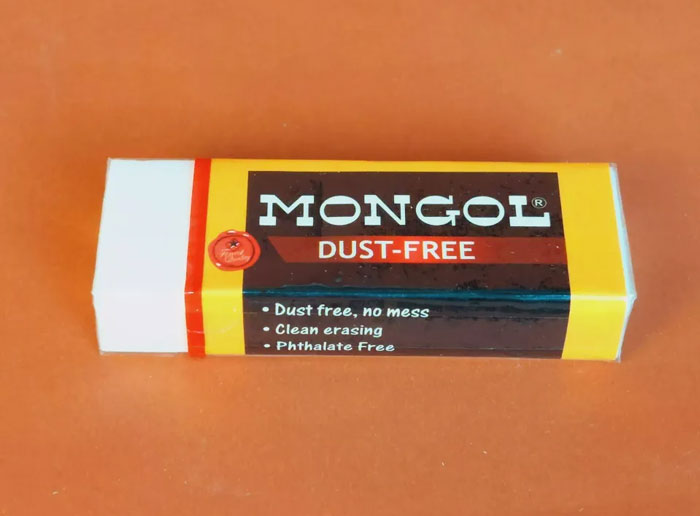 MONGOL®
DUST-FREE
• Dust free, no mess
• Clean erasing
• Phthalate Free